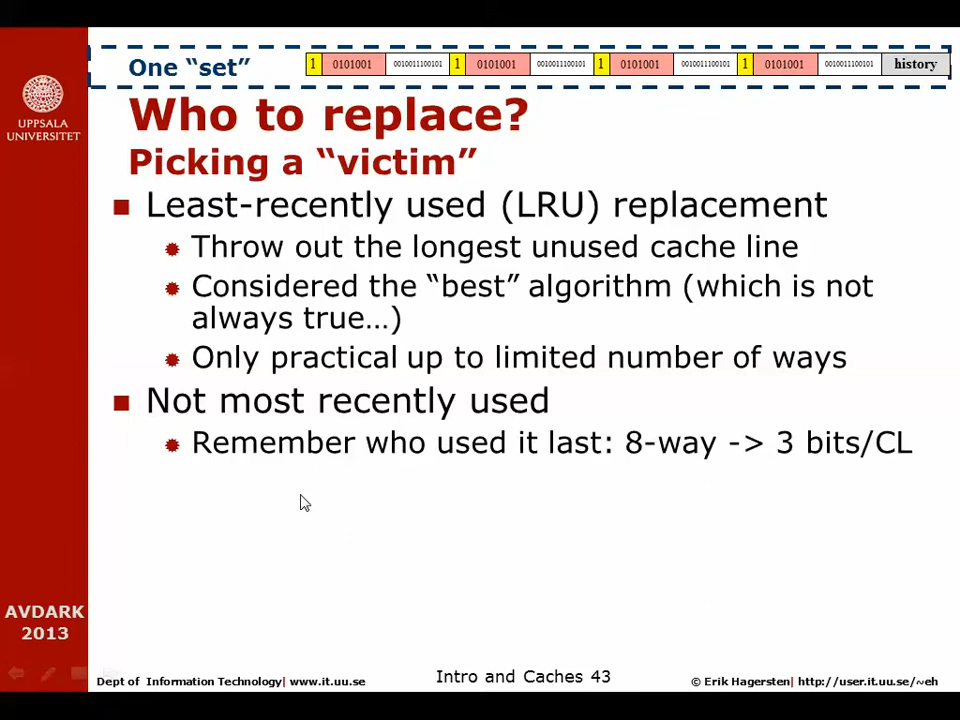 One “set”
1 0101001 0010011100101 1 0101001 0010011100101 1 0101001 0010011100101 1 0101001 0010011100101 history
UPPSALA
UNIVERSITET
Who to replace?
Picking a “victim”
Least-recently used (LRU) replacement
Throw out the longest unused cache line
Considered the “best” algorithm (which is not
always true…)
Only practical up to limited number of ways
Not most recently used
Remember who used it last: 8-way -> 3 bits/CL
AVDARK
2013
Dept of Information Technology| www.it.uu.se
Intro and Caches 43
© Erik Hagersten| http://user.it.uu.se/~eh